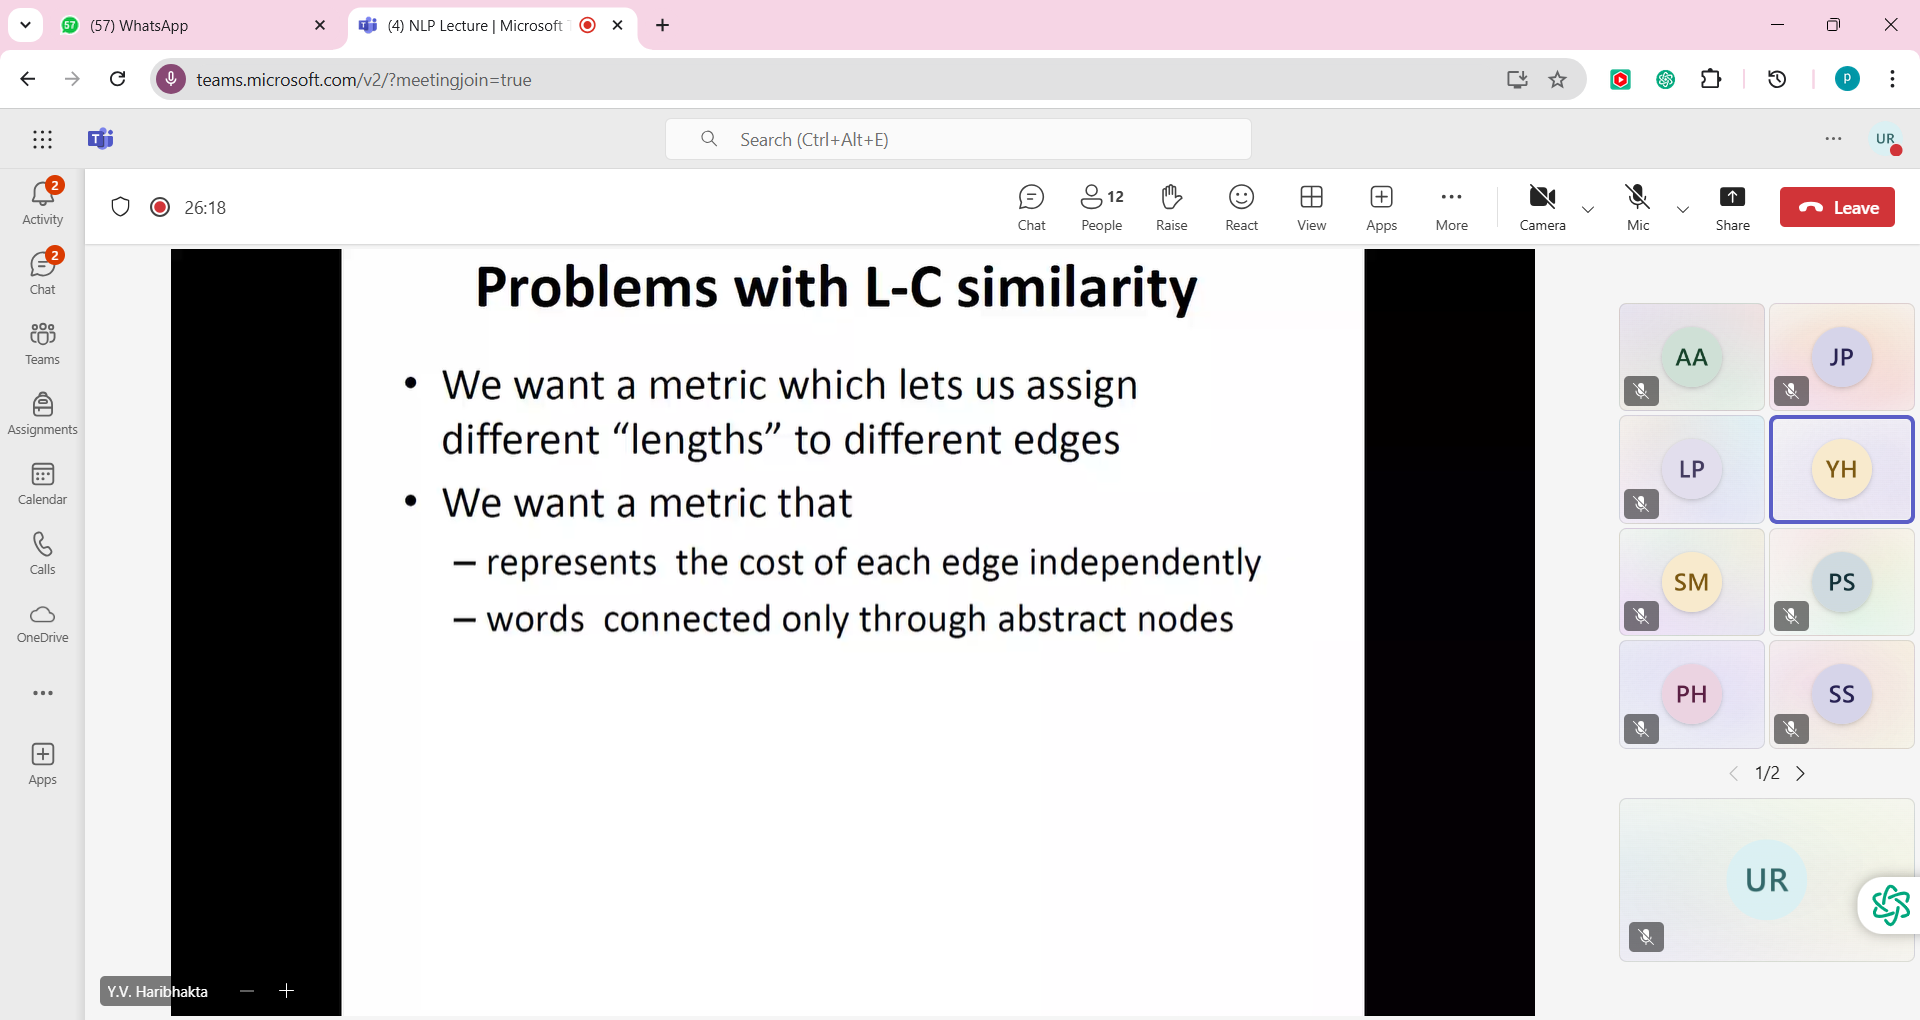 (57) WhatsApp
(4) NLP Lecture | Microsoft
teams.microsoft.com/v2/?meetingjoin=true
P
Search (Ctrl+Alt+E)
UR
2
Activity
2
Chat
Teams
Assignments
Calendar
Calls
OneDrive
Apps
26:18
Chat
12
People
Raise
React
View
Apps
More
Camera
Mic
Share
Leave
Problems with L-C similarity
• We want a metric which lets us assign
different “lengths” to different edges
• We want a metric that
– represents the cost of each edge independently
– words connected only through abstract nodes
Y.V. Haribhakta
AA
JP
LP
YH
SM
PS
PH
SS
1/2
UR